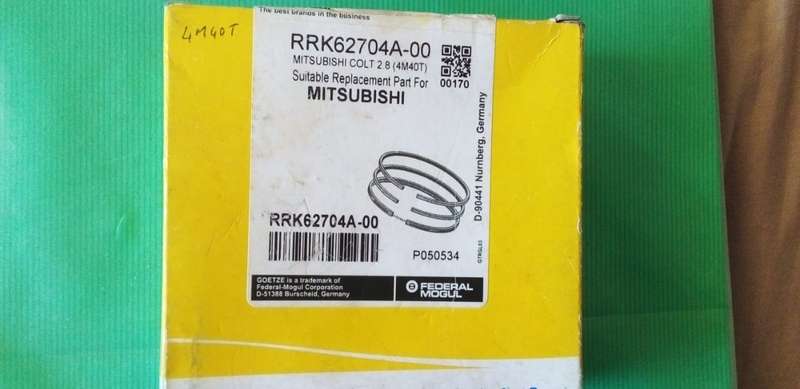 The best brands in the business
4M40T
RRK62704A-00
MITSUBISHI COLT 2.8 (4M40T)
Suitable Replacement Part For
00170
MITSUBISHI
D-90441 Nurnberg, Germany
RRK62704A-00
P050534
GOETZE is a trademark of
Federal-Mogul Corporation
D-51388 Burscheid, Germany
FEDERAL
MOGUL